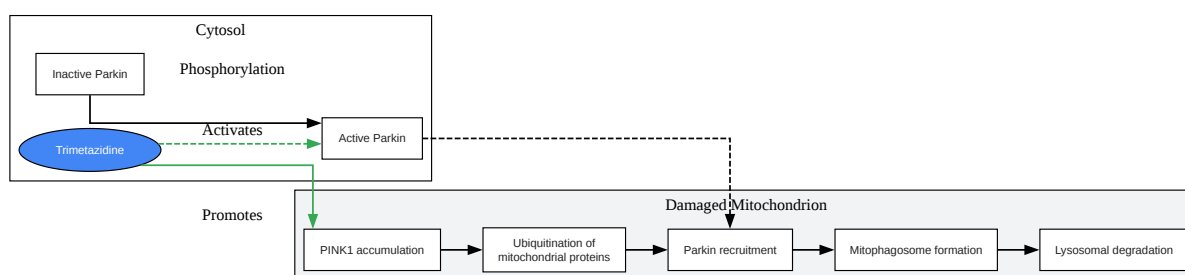 Cytosol
Phosphorylation
Inactive Parkin
Activates
Active Parkin
Trimetazidine
Promotes
Damaged Mitochondrion
PINK1 accumulation
Ubiquitination of
mitochondrial proteins
Parkin recruitment
Mitophagosome formation
Lysosomal degradation